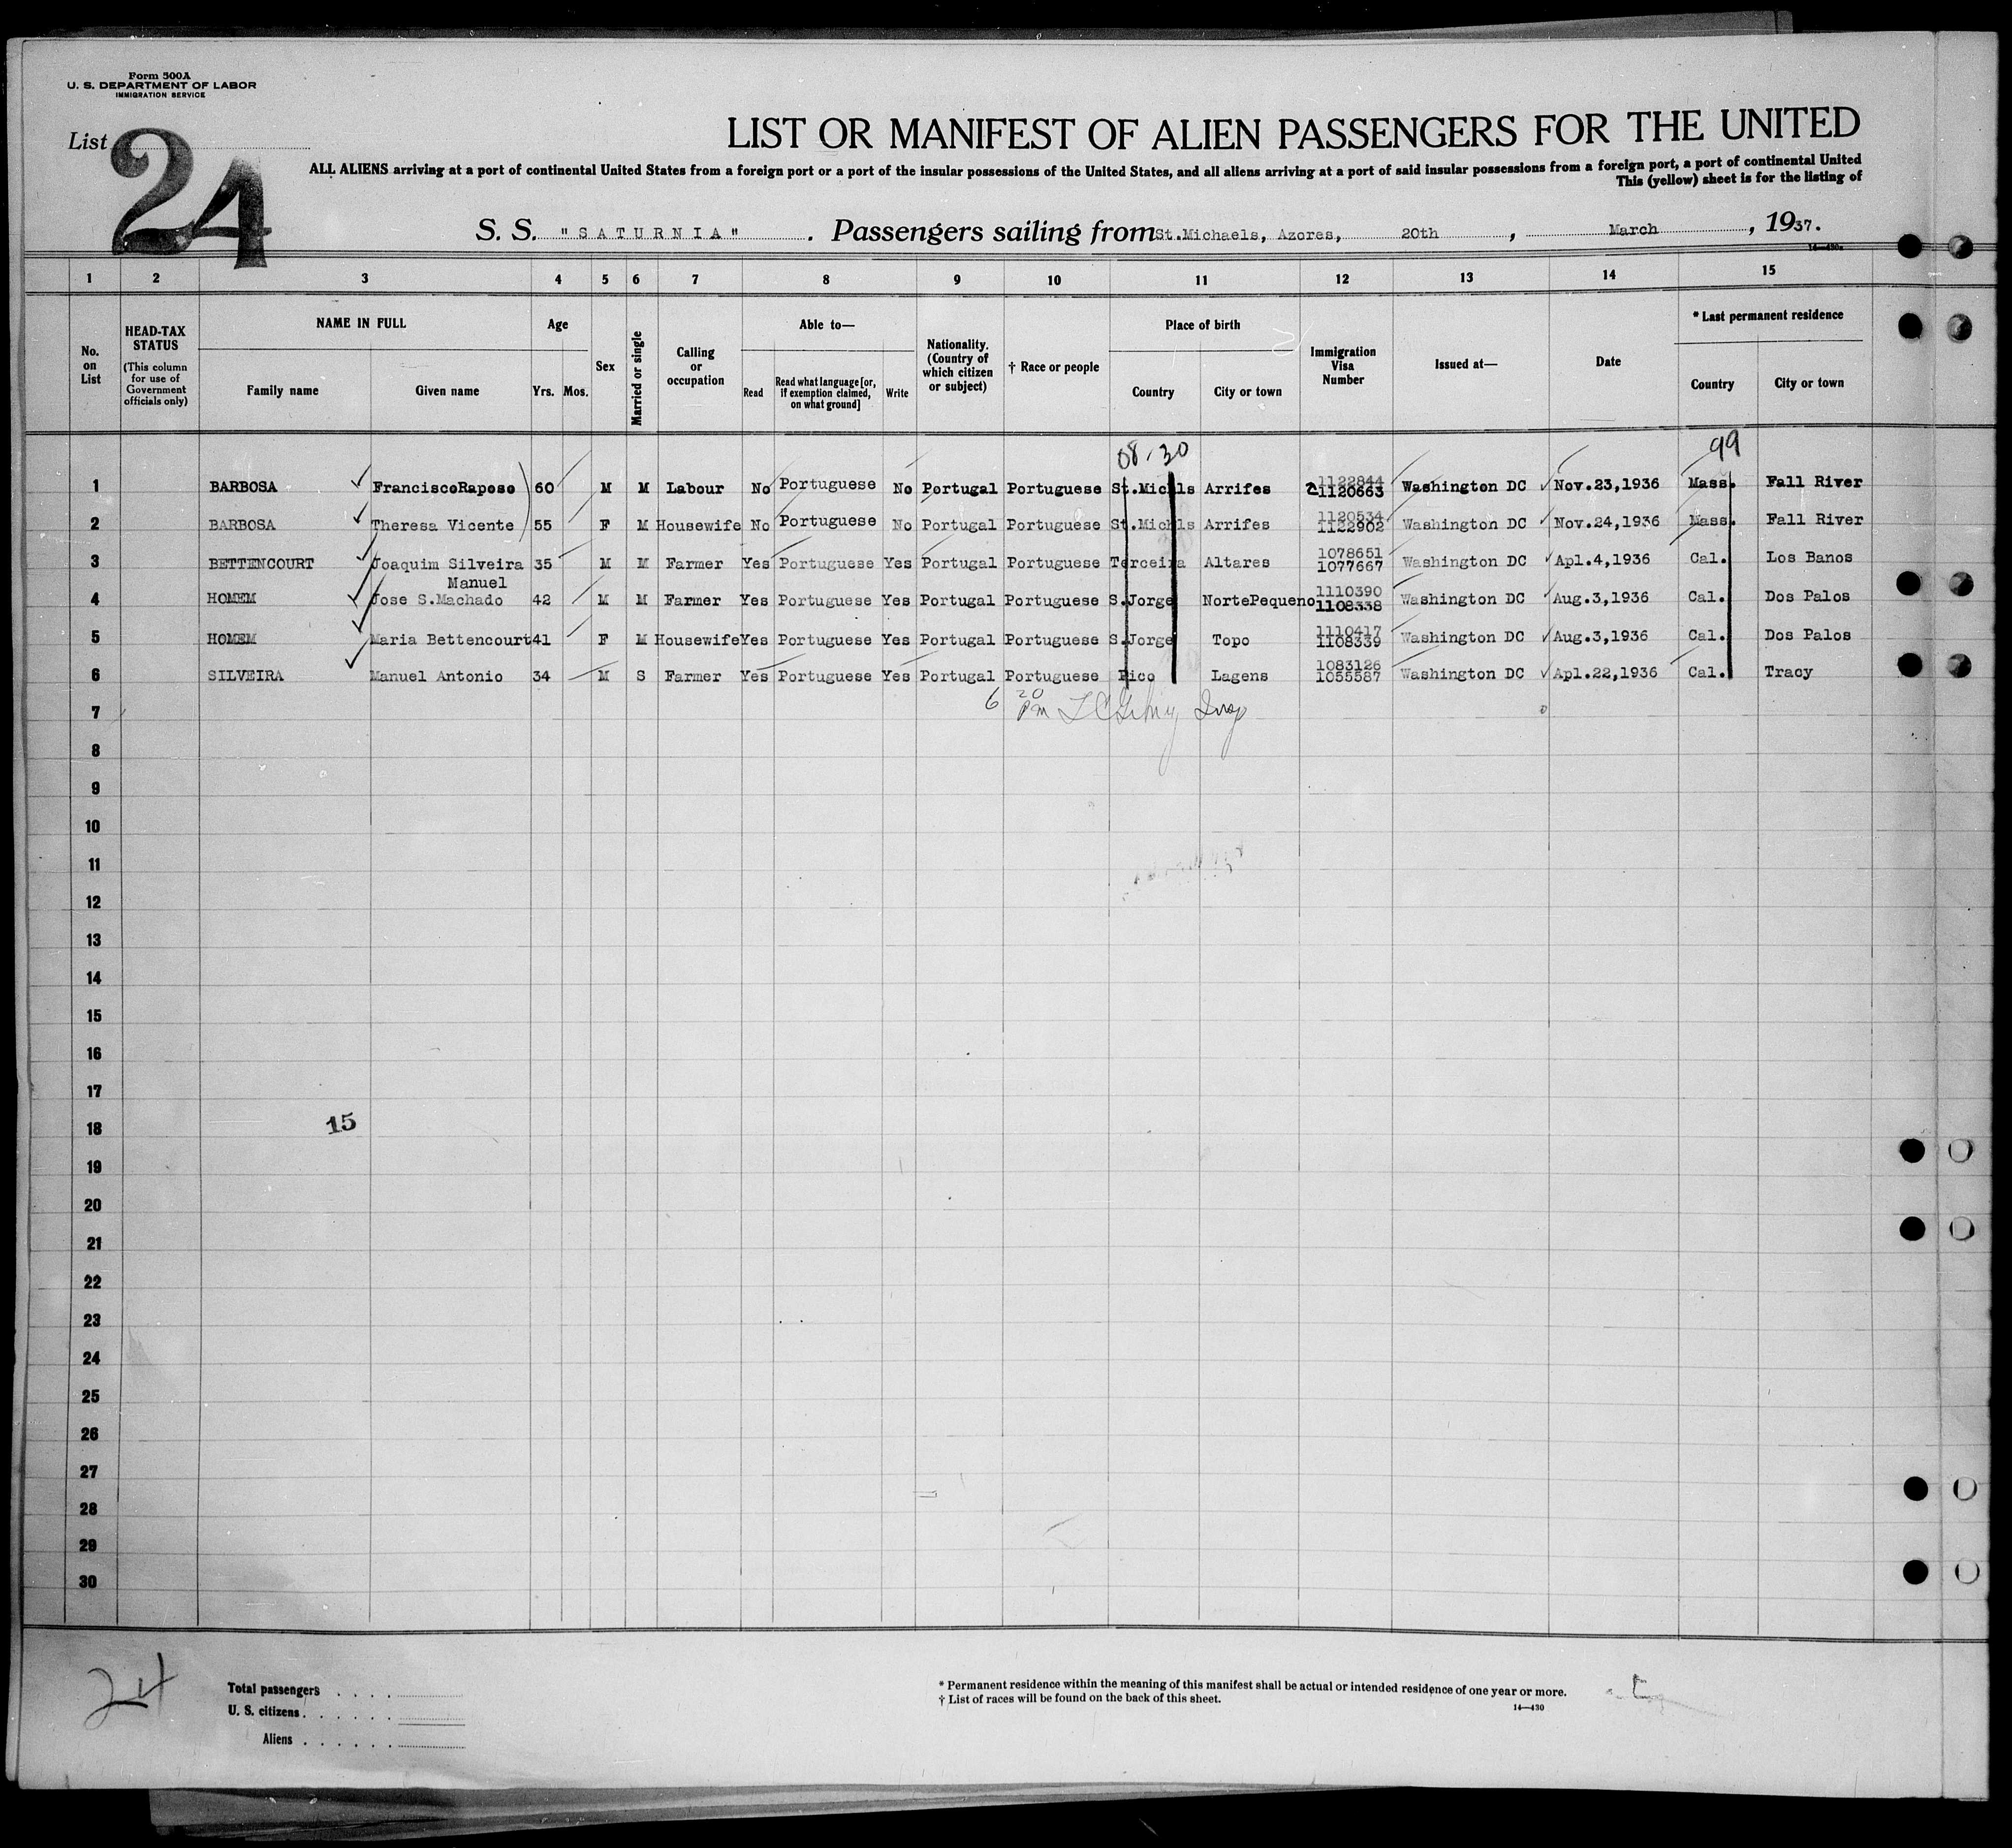 Form 500A
U. S. DEPARTMENT OF LABOR
IMMIGRATION SERVICE
List 24
LIST OR MANIFEST OF ALIEN PASSENGERS FOR THE UNITED
ALL ALIENS arriving at a port of continental United States from a foreign port or a port of the insular possessions of the United States, and all aliens arriving at a port of said insular possessions from a foreign port, a port of continental United
This (yellow) sheet is for the listing of
S. S. "SATURNIA". Passengers sailing from St.Michaels, Azores, 20th, March, 1937.
14—430a
1 2 3 4 5 6 7 8 9 10 11 12 13 14 15
No. on List
HEAD-TAX STATUS (This column for use of Government officials only)
NAME IN FULL
Family name Given name
Age
Yrs. Mos.
Sex
Married or single
Calling or occupation
Able to—
Read Read what language [or, if exemption claimed, on what ground] Write
Nationality. (Country of which citizen or subject)
† Race or people
Place of birth
Country City or town
Immigration Visa Number
Issued at—
Date
* Last permanent residence
Country City or town
08.30 99
1122844
1 BARBOSA FranciscoRapose 60 M M Labour No Portuguese No Portugal Portuguese St.Michls Arrifes 1120663 Washington DC Nov.23,1936 Mass. Fall River
1120534
2 BARBOSA Theresa Vicente 55 F M Housewife No Portuguese No Portugal Portuguese St.Michls Arrifes 1122902 Washington DC Nov.24,1936 Mass. Fall River
1078651
3 BETTENCOURT Joaquim Silveira 35 M M Farmer Yes Portuguese Yes Portugal Portuguese Terceira Altares 1077667 Washington DC Apl.4,1936 Cal. Los Banos
Manuel
1110390
4 HOMEM Jose S.Machado 42 M M Farmer Yes Portuguese Yes Portugal Portuguese S.Jorge NortePequeno 1108338 Washington DC Aug.3,1936 Cal. Dos Palos
1110417
5 HOMEM Maria Bettencourt 41 F M Housewife Yes Portuguese Yes Portugal Portuguese S.Jorge Topo 1108339 Washington DC Aug.3,1936 Cal. Dos Palos
1083126
6 SILVEIRA Manuel Antonio 34 M S Farmer Yes Portuguese Yes Portugal Portuguese Pico Lagens 1055587 Washington DC Apl.22,1936 Cal. Tracy
6 20 pm Insp
7
8
9
10
11
12
13
14
15
16
17
18 15
19
20
21
22
23
24
25
26
27
28
29
30
24
Total passengers
U. S. citizens
Aliens
* Permanent residence within the meaning of this manifest shall be actual or intended residence of one year or more.
† List of races will be found on the back of this sheet.
14—430